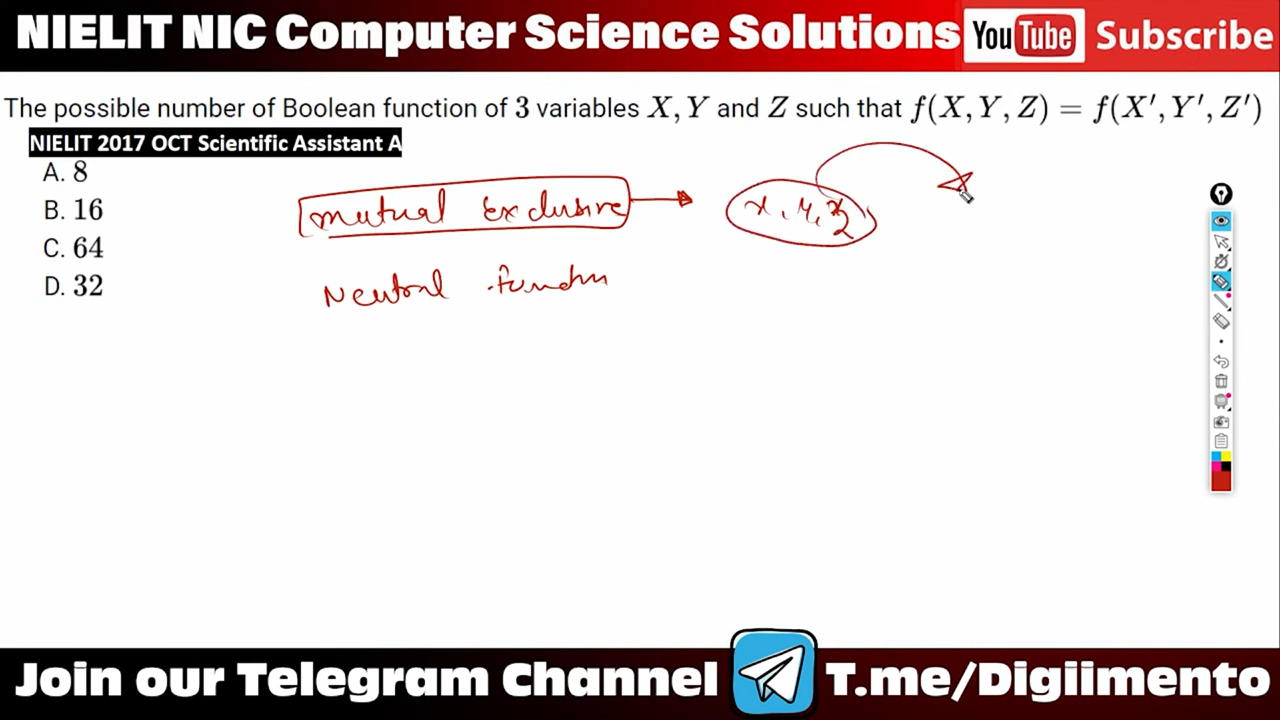 NIELIT NIC Computer Science Solutions YouTube Subscribe
The possible number of Boolean function of 3 variables X, Y and Z such that f(X, Y, Z) = f(X′, Y′, Z′)
NIELIT 2017 OCT Scientific Assistant A
A. 8
B. 16
C. 64
D. 32
mutual exclusive
x, y, z
Neutral function
Join our Telegram Channel T.me/Digiimento